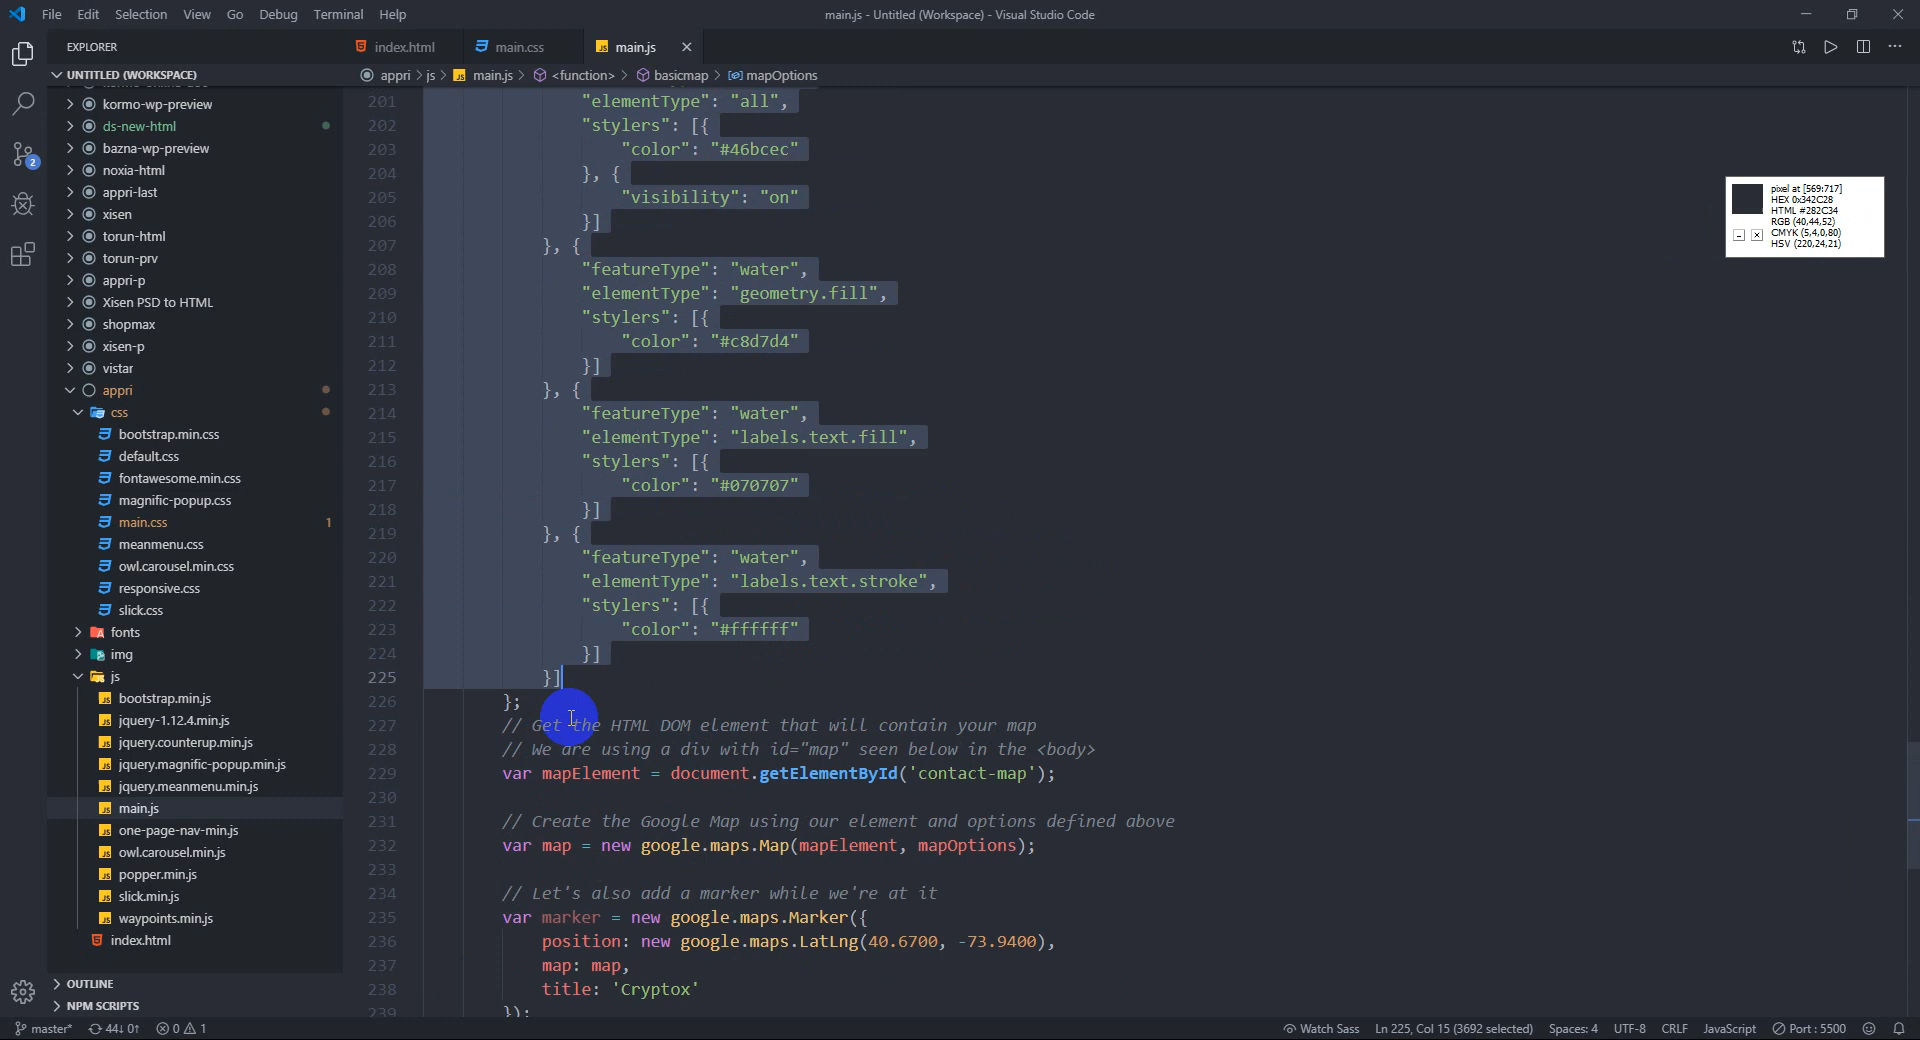 File Edit Selection View Go Debug Terminal Help
main.js - Untitled (Workspace) - Visual Studio Code
EXPLORER
index.html
main.css
main.js
UNTITLED (WORKSPACE)
appri > js > main.js > <function> > basicmap > mapOptions
kormo-wp-preview
ds-new-html
bazna-wp-preview
noxia-html
appri-last
xisen
torun-html
torun-prv
appri-p
Xisen PSD to HTML
shopmax
xisen-p
vistar
appri
css
bootstrap.min.css
default.css
fontawesome.min.css
magnific-popup.css
main.css 1
meanmenu.css
owl.carousel.min.css
responsive.css
slick.css
fonts
img
js
bootstrap.min.js
jquery-1.12.4.min.js
jquery.counterup.min.js
jquery.magnific-popup.min.js
jquery.meanmenu.min.js
main.js
one-page-nav-min.js
owl.carousel.min.js
popper.min.js
slick.min.js
waypoints.min.js
index.html
OUTLINE
NPM SCRIPTS
201 "elementType": "all",
202 "stylers": [{
203 "color": "#46bcec"
204 }, {
205 "visibility": "on"
206 }]
207 }, {
208 "featureType": "water",
209 "elementType": "geometry.fill",
210 "stylers": [{
211 "color": "#c8d7d4"
212 }]
213 }, {
214 "featureType": "water",
215 "elementType": "labels.text.fill",
216 "stylers": [{
217 "color": "#070707"
218 }]
219 }, {
220 "featureType": "water",
221 "elementType": "labels.text.stroke",
222 "stylers": [{
223 "color": "#ffffff"
224 }]
225 }]
226 };
227 // Get the HTML DOM element that will contain your map
228 // We are using a div with id="map" seen below in the <body>
229 var mapElement = document.getElementById('contact-map');
230
231 // Create the Google Map using our element and options defined above
232 var map = new google.maps.Map(mapElement, mapOptions);
233
234 // Let's also add a marker while we're at it
235 var marker = new google.maps.Marker({
236 position: new google.maps.LatLng(40.6700, -73.9400),
237 map: map,
238 title: 'Cryptox'
239 });
pixel at [569:717]
HEX 0x342C28
HTML #282C34
RGB (40,44,52)
CMYK (5,4,0,80)
HSV (220,24,21)
2
master* 44↓ 0↑ 0 1
Watch Sass Ln 225, Col 15 (3692 selected) Spaces: 4 UTF-8 CRLF JavaScript Port : 5500